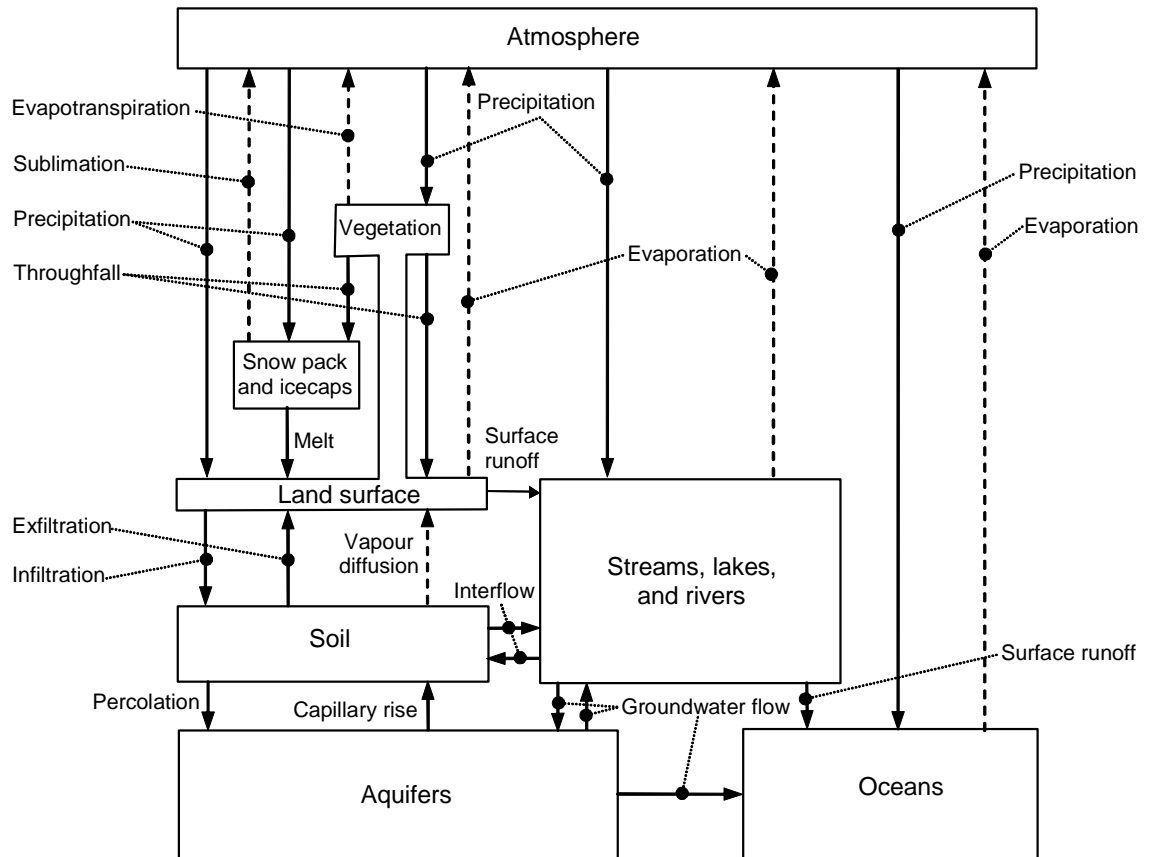 Atmosphere
Evapotranspiration
Precipitation
Sublimation
Precipitation
Precipitation
Vegetation
Evaporation
Evaporation
Throughfall
Snow pack
and icecaps
Melt
Surface
runoff
Land surface
Exfiltration
Vapour
diffusion
Infiltration
Interflow
Streams, lakes,
and rivers
Soil
Surface runoff
Percolation
Capillary rise
Groundwater flow
Aquifers
Oceans